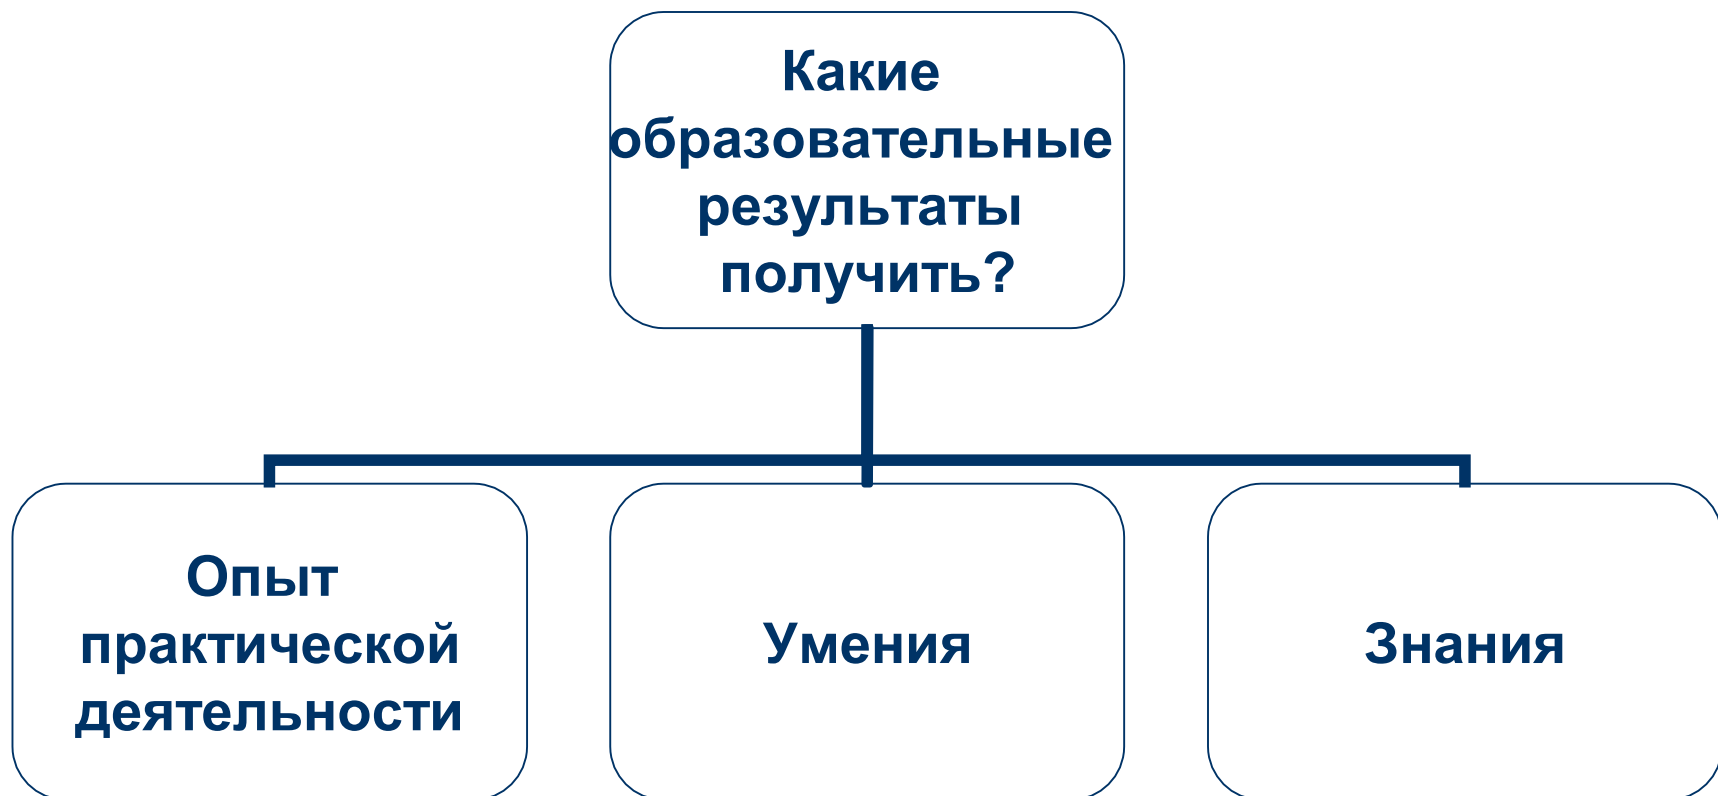 Какие
образовательные
результаты
получить?
Опыт
практической
деятельности
Умения
Знания